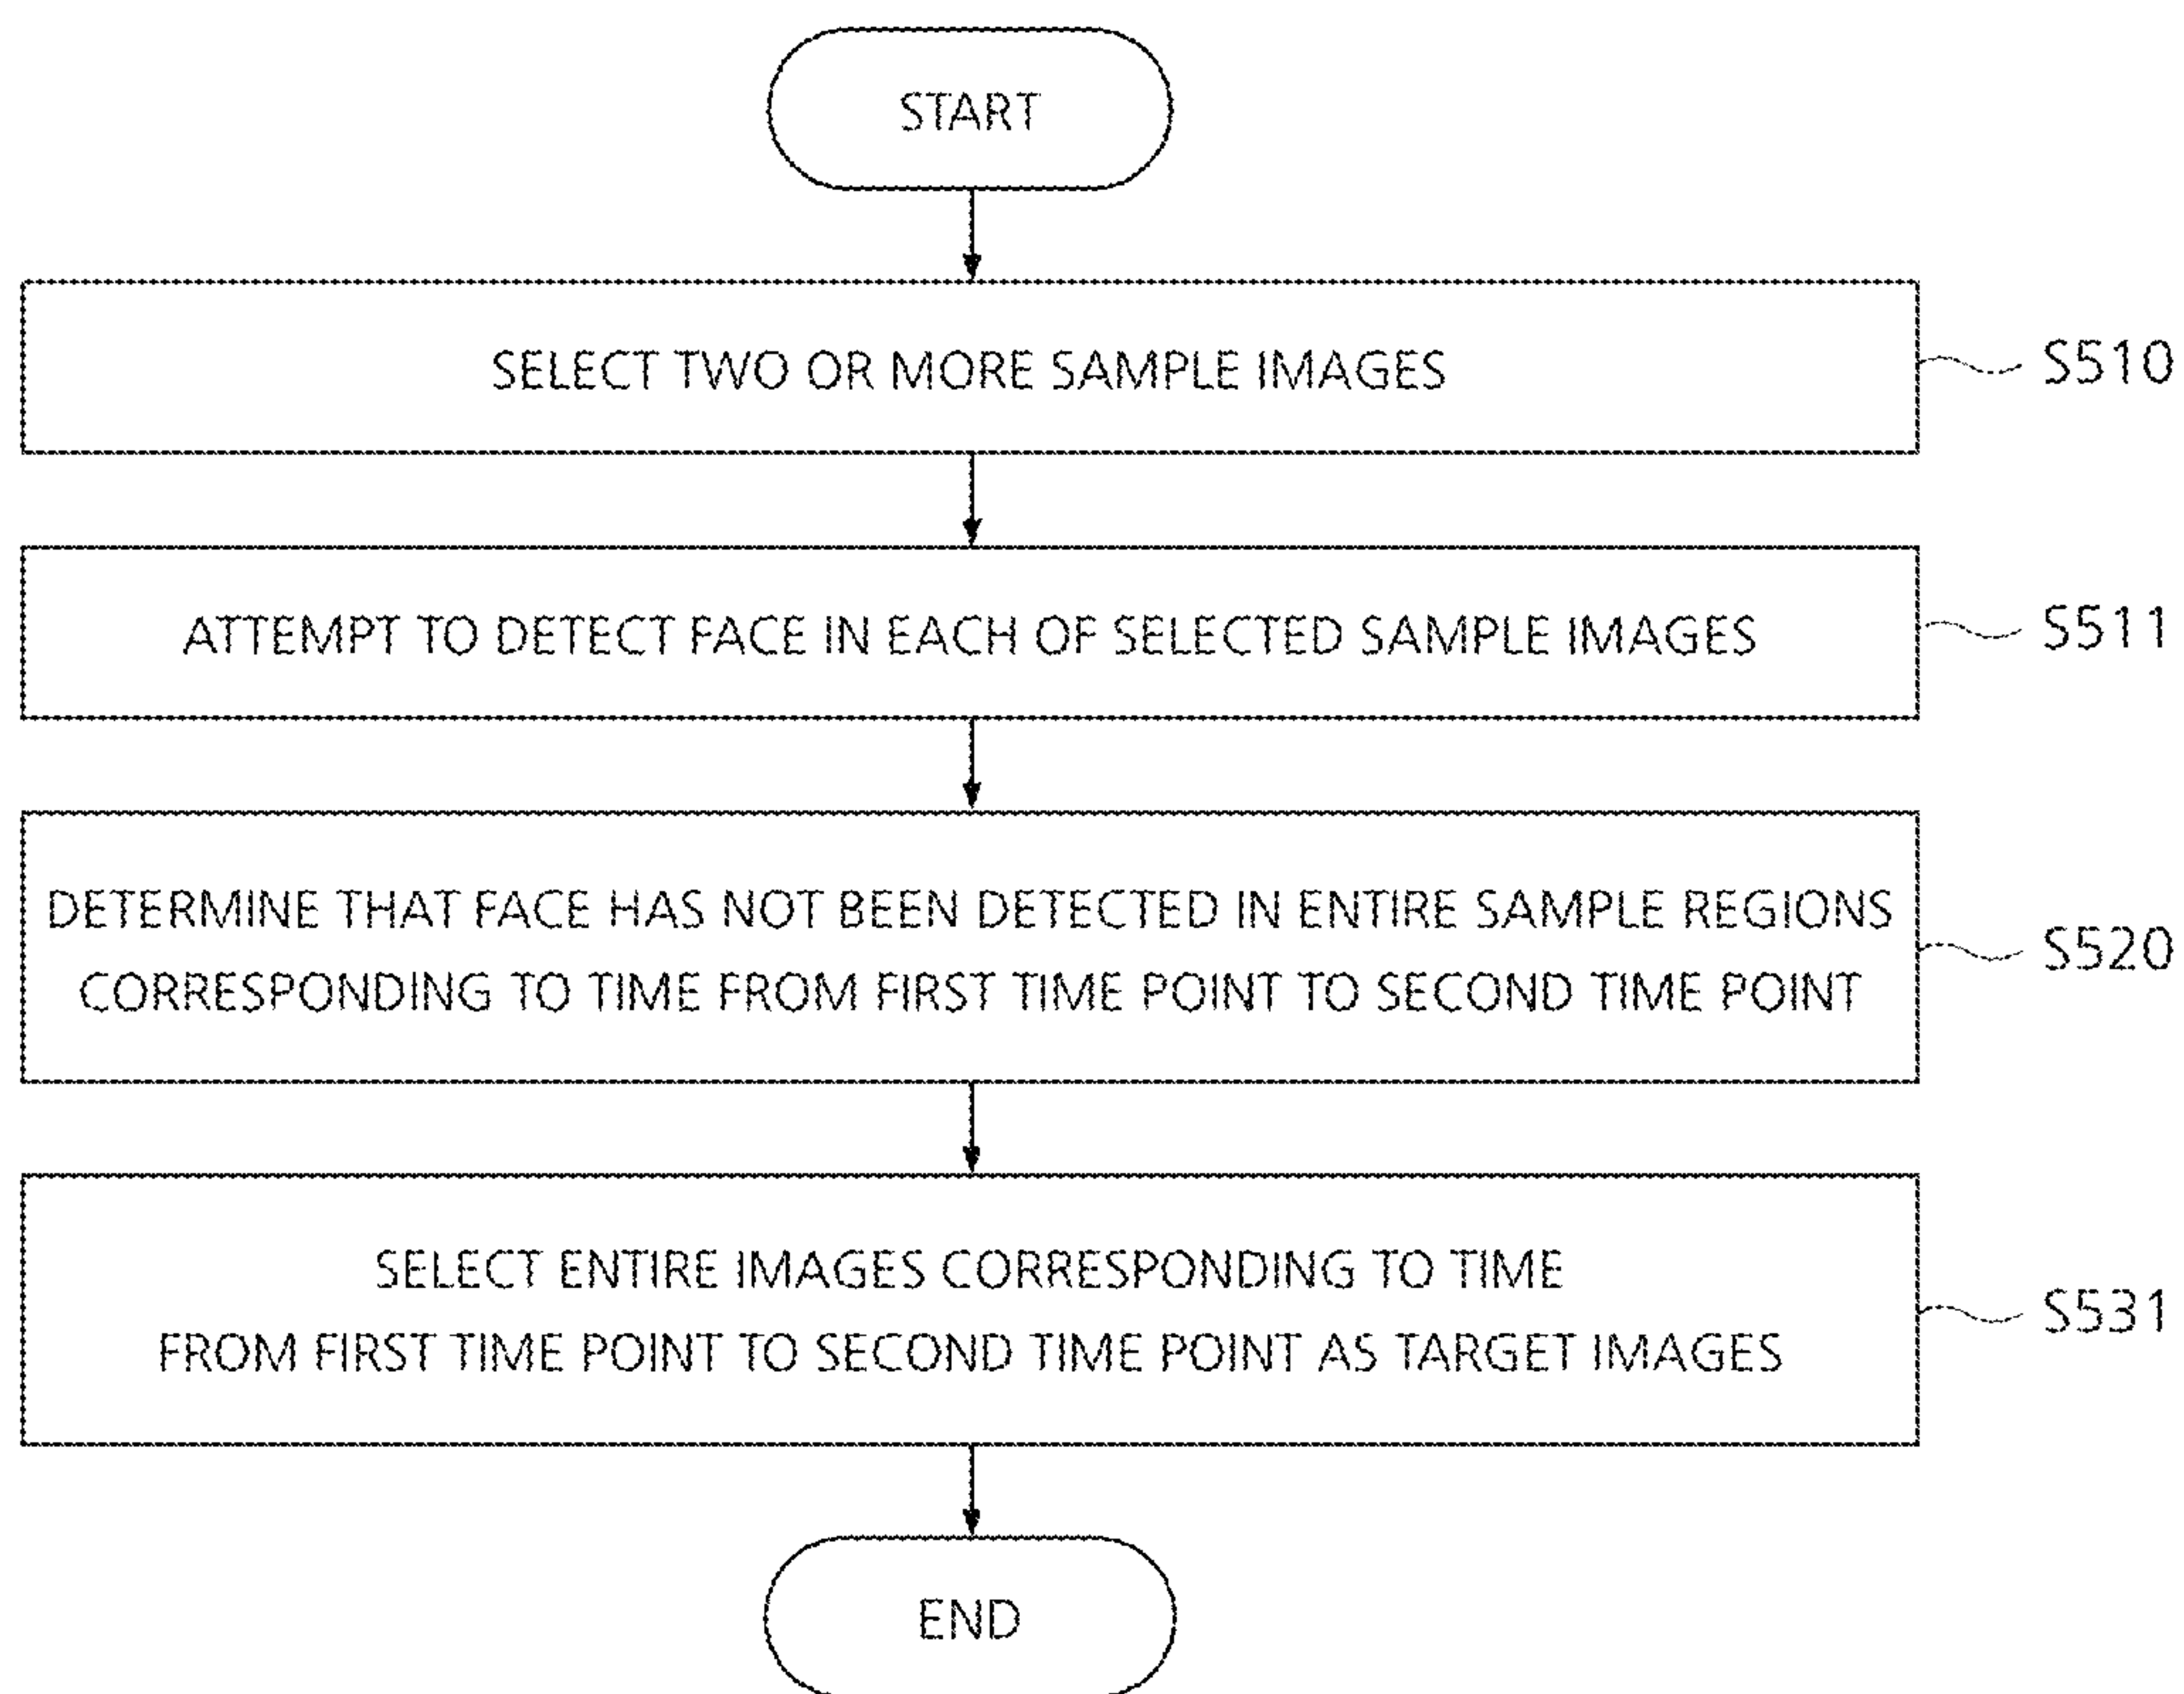 START
SELECT TWO OR MORE SAMPLE IMAGES
S510
ATTEMPT TO DETECT FACE IN EACH OF SELECTED SAMPLE IMAGES
S511
DETERMINE THAT FACE HAS NOT BEEN DETECTED IN ENTIRE SAMPLE REGIONS
CORRESPONDING TO TIME FROM FIRST TIME POINT TO SECOND TIME POINT
S520
SELECT ENTIRE IMAGES CORRESPONDING TO TIME
FROM FIRST TIME POINT TO SECOND TIME POINT AS TARGET IMAGES
S531
END